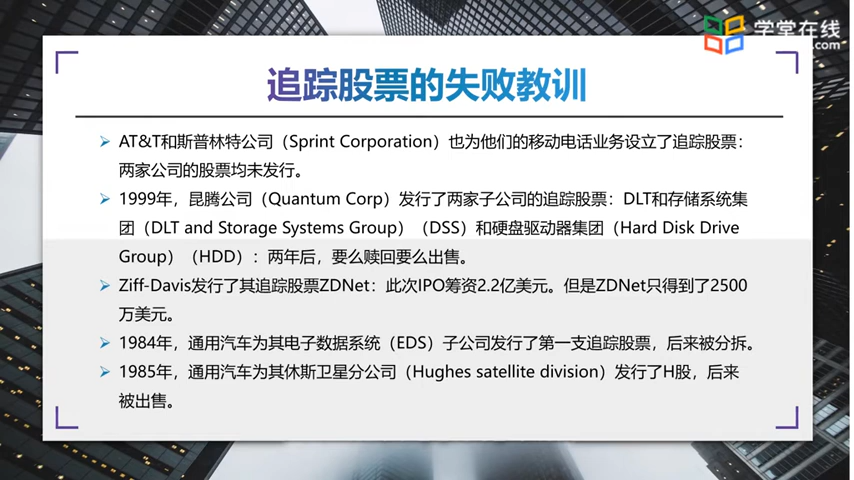 学堂在线
.com
追踪股票的失败教训
➢ AT&T和斯普林特公司（Sprint Corporation）也为他们的移动电话业务设立了追踪股票：
两家公司的股票均未发行。
➢ 1999年，昆腾公司（Quantum Corp）发行了两家子公司的追踪股票：DLT和存储系统集
团（DLT and Storage Systems Group）（DSS）和硬盘驱动器集团（Hard Disk Drive
Group）（HDD）：两年后，要么赎回要么出售。
➢ Ziff-Davis发行了其追踪股票ZDNet：此次IPO筹资2.2亿美元。但是ZDNet只得到了2500
万美元。
➢ 1984年，通用汽车为其电子数据系统（EDS）子公司发行了第一支追踪股票，后来被分拆。
➢ 1985年，通用汽车为其休斯卫星分公司（Hughes satellite division）发行了H股，后来
被出售。